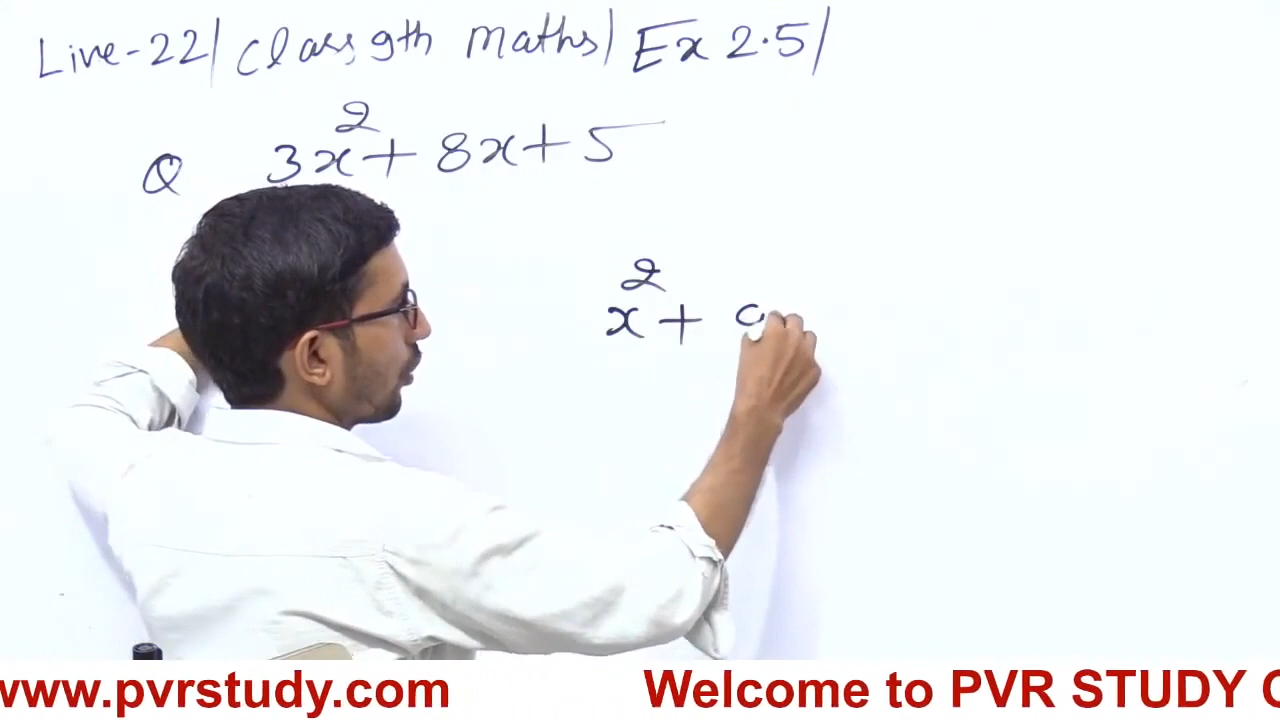 Live-22/ Class 9th maths/ Ex 2.5/
Q 3x² + 8x + 5
x² +
www.pvrstudy.com Welcome to PVR STUDY